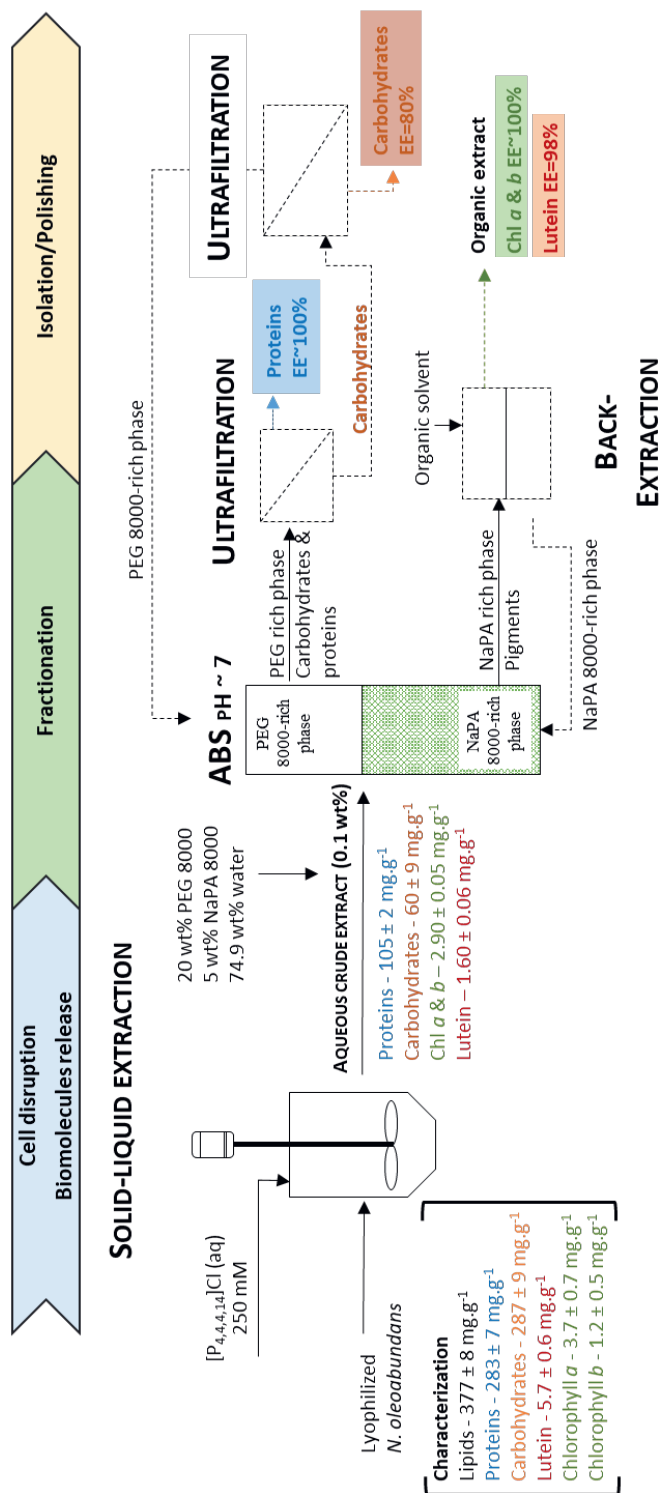 Cell disruption
Biomolecules release
Fractionation
Isolation/Polishing
SOLID-LIQUID EXTRACTION
[P4,4,4,14]Cl (aq)
250 mM
Lyophilized
N. oleoabundans
Characterization
Lipids - 377 ± 8 mg.g-1
Proteins - 283 ± 7 mg.g-1
Carbohydrates - 287 ± 9 mg.g-1
Lutein - 5.7 ± 0.6 mg.g-1
Chlorophyll a - 3.7 ± 0.7 mg.g-1
Chlorophyll b - 1.2 ± 0.5 mg.g-1
20 wt% PEG 8000
5 wt% NaPA 8000
74.9 wt% water
AQUEOUS CRUDE EXTRACT (0.1 wt%)
Proteins - 105 ± 2 mg.g-1
Carbohydrates - 60 ± 9 mg.g-1
Chl a & b – 2.90 ± 0.05 mg.g-1
Lutein – 1.60 ± 0.06 mg.g-1
PEG 8000-rich phase
ABS PH ~ 7
PEG
8000-rich
phase
NaPA
8000-rich
phase
PEG rich phase
Carbohydrates &
proteins
NaPA rich phase
Pigments
NaPA 8000-rich phase
ULTRAFILTRATION
Proteins
EE~100%
Carbohydrates
ULTRAFILTRATION
Carbohydrates
EE=80%
Organic solvent
BACK-
EXTRACTION
Organic extract
Chl a & b EE~100%
Lutein EE=98%